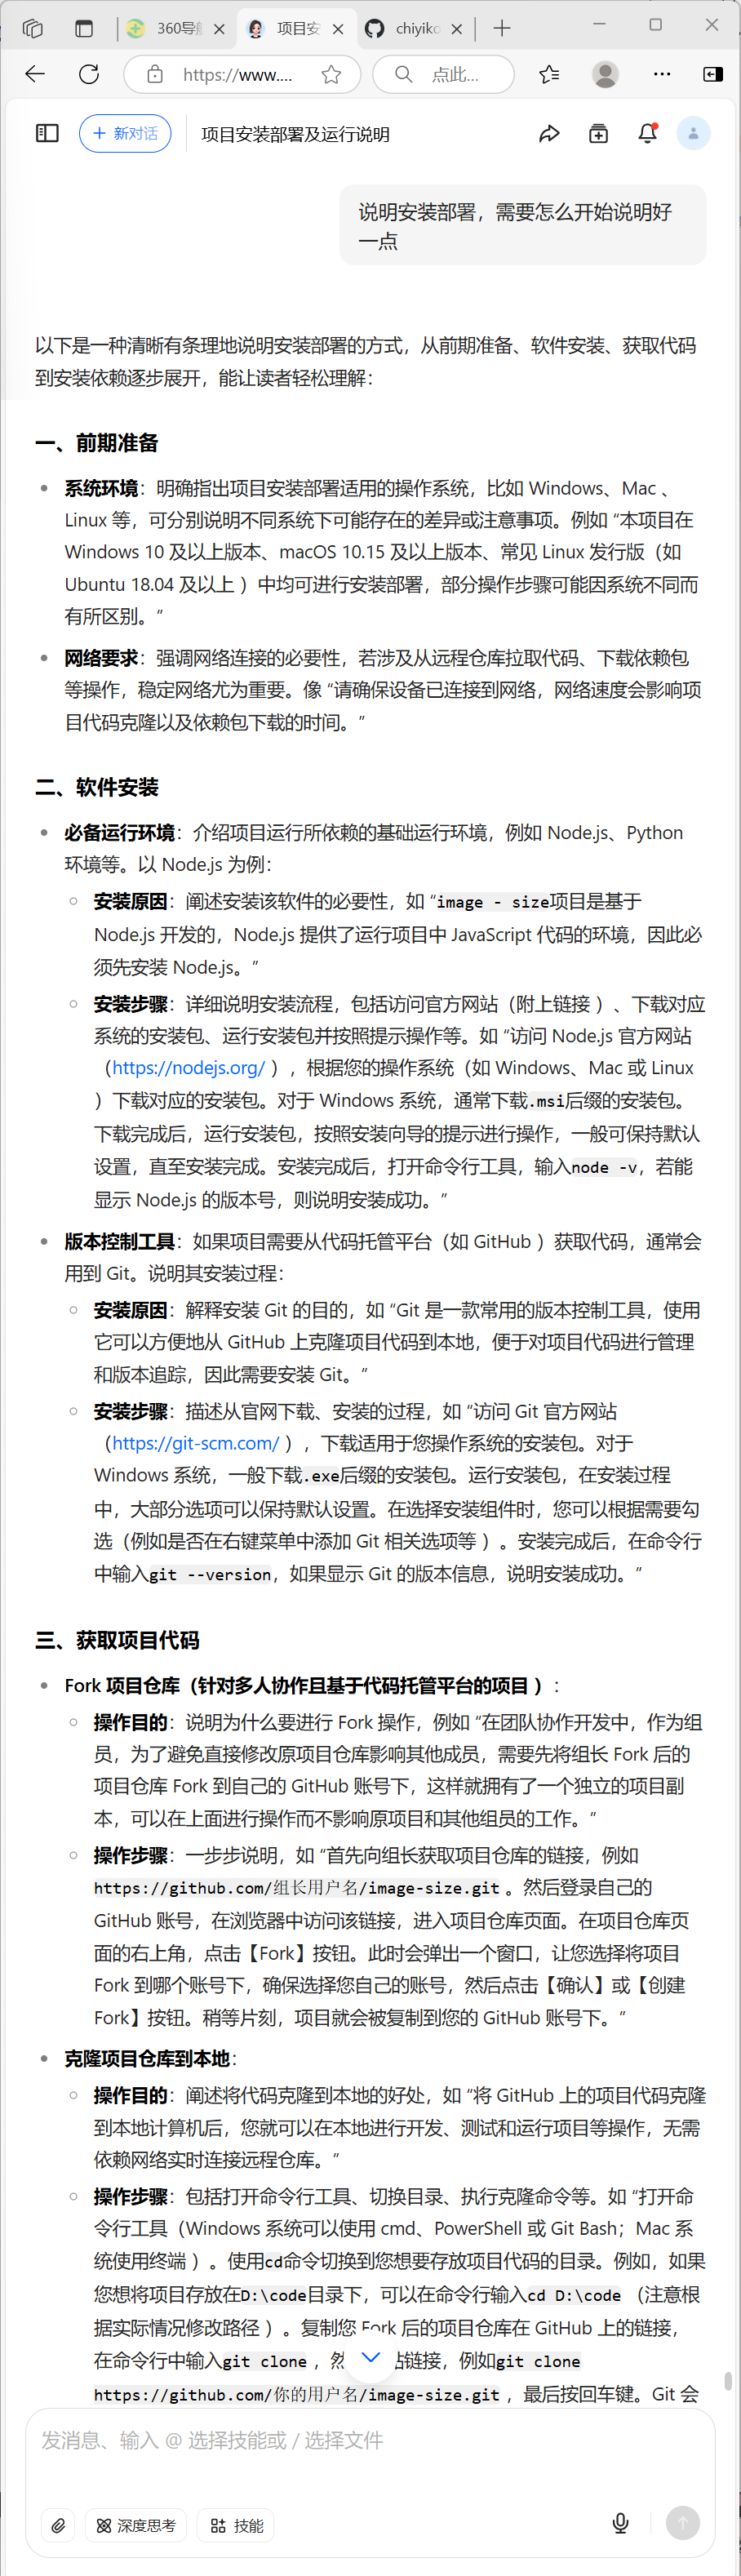 360导航
项目安
chiyiko
https://www....
点此...
新对话
项目安装部署及运行说明
说明安装部署，需要怎么开始说明好
一点
以下是一种清晰有条理地说明安装部署的方式，从前期准备、软件安装、获取代码
到安装依赖逐步展开，能让读者轻松理解：
一、前期准备
系统环境：明确指出项目安装部署适用的操作系统，比如 Windows、Mac 、
Linux 等，可分别说明不同系统下可能存在的差异或注意事项。例如 “本项目在
Windows 10 及以上版本、macOS 10.15 及以上版本、常见 Linux 发行版（如
Ubuntu 18.04 及以上 ）中均可进行安装部署，部分操作步骤可能因系统不同而
有所区别。”
网络要求：强调网络连接的必要性，若涉及从远程仓库拉取代码、下载依赖包
等操作，稳定网络尤为重要。像 “请确保设备已连接到网络，网络速度会影响项
目代码克隆以及依赖包下载的时间。”
二、软件安装
必备运行环境：介绍项目运行所依赖的基础运行环境，例如 Node.js、Python
环境等。以 Node.js 为例：
安装原因：阐述安装该软件的必要性，如 “image - size项目是基于
Node.js 开发的，Node.js 提供了运行项目中 JavaScript 代码的环境，因此必
须先安装 Node.js。”
安装步骤：详细说明安装流程，包括访问官方网站（附上链接 ）、下载对应
系统的安装包、运行安装包并按照提示操作等。如 “访问 Node.js 官方网站
（https://nodejs.org/ ），根据您的操作系统（如 Windows、Mac 或 Linux
）下载对应的安装包。对于 Windows 系统，通常下载.msi后缀的安装包。
下载完成后，运行安装包，按照安装向导的提示进行操作，一般可保持默认
设置，直至安装完成。安装完成后，打开命令行工具，输入node -v，若能
显示 Node.js 的版本号，则说明安装成功。”
版本控制工具：如果项目需要从代码托管平台（如 GitHub ）获取代码，通常会
用到 Git。说明其安装过程：
安装原因：解释安装 Git 的目的，如 “Git 是一款常用的版本控制工具，使用
它可以方便地从 GitHub 上克隆项目代码到本地，便于对项目代码进行管理
和版本追踪，因此需要安装 Git。”
安装步骤：描述从官网下载、安装的过程，如 “访问 Git 官方网站
（https://git-scm.com/ ），下载适用于您操作系统的安装包。对于
Windows 系统，一般下载.exe后缀的安装包。运行安装包，在安装过程
中，大部分选项可以保持默认设置。在选择安装组件时，您可以根据需要勾
选（例如是否在右键菜单中添加 Git 相关选项等 ）。安装完成后，在命令行
中输入git --version，如果显示 Git 的版本信息，说明安装成功。”
三、获取项目代码
Fork 项目仓库（针对多人协作且基于代码托管平台的项目 ）：
操作目的：说明为什么要进行 Fork 操作，例如 “在团队协作开发中，作为组
员，为了避免直接修改原项目仓库影响其他成员，需要先将组长 Fork 后的
项目仓库 Fork 到自己的 GitHub 账号下，这样就拥有了一个独立的项目副
本，可以在上面进行操作而不影响原项目和其他组员的工作。”
操作步骤：一步步说明，如 “首先向组长获取项目仓库的链接，例如
https://github.com/组长用户名/image-size.git 。然后登录自己的
GitHub 账号，在浏览器中访问该链接，进入项目仓库页面。在项目仓库页
面的右上角，点击【Fork】按钮。此时会弹出一个窗口，让您选择将项目
Fork 到哪个账号下，确保选择您自己的账号，然后点击【确认】或【创建
Fork】按钮。稍等片刻，项目就会被复制到您的 GitHub 账号下。”
克隆项目仓库到本地：
操作目的：阐述将代码克隆到本地的好处，如 “将 GitHub 上的项目代码克隆
到本地计算机后，您就可以在本地进行开发、测试和运行项目等操作，无需
依赖网络实时连接远程仓库。”
操作步骤：包括打开命令行工具、切换目录、执行克隆命令等。如 “打开命
令行工具（Windows 系统可以使用 cmd、PowerShell 或 Git Bash；Mac 系
统使用终端 ）。使用cd命令切换到您想要存放项目代码的目录。例如，如果
您想将项目存放在D:\code目录下，可以在命令行输入cd D:\code （注意根
据实际情况修改路径 ）。复制您 Fork 后的项目仓库在 GitHub 上的链接，
在命令行中输入git clone ，然 链接，例如git clone
https://github.com/你的用户名/image-size.git ，最后按回车键。Git 会
发消息、输入 @ 选择技能或 / 选择文件
深度思考
技能